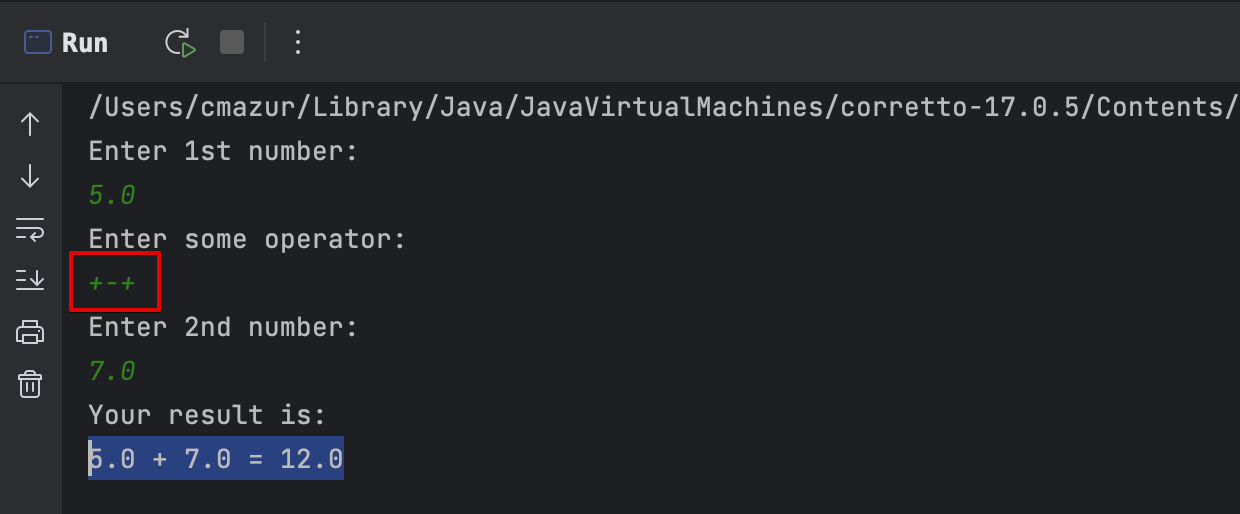 Run
/Users/cmazur/Library/Java/JavaVirtualMachines/corretto-17.0.5/Contents/
Enter 1st number:
5.0
Enter some operator:
+-+
Enter 2nd number:
7.0
Your result is:
5.0 + 7.0 = 12.0